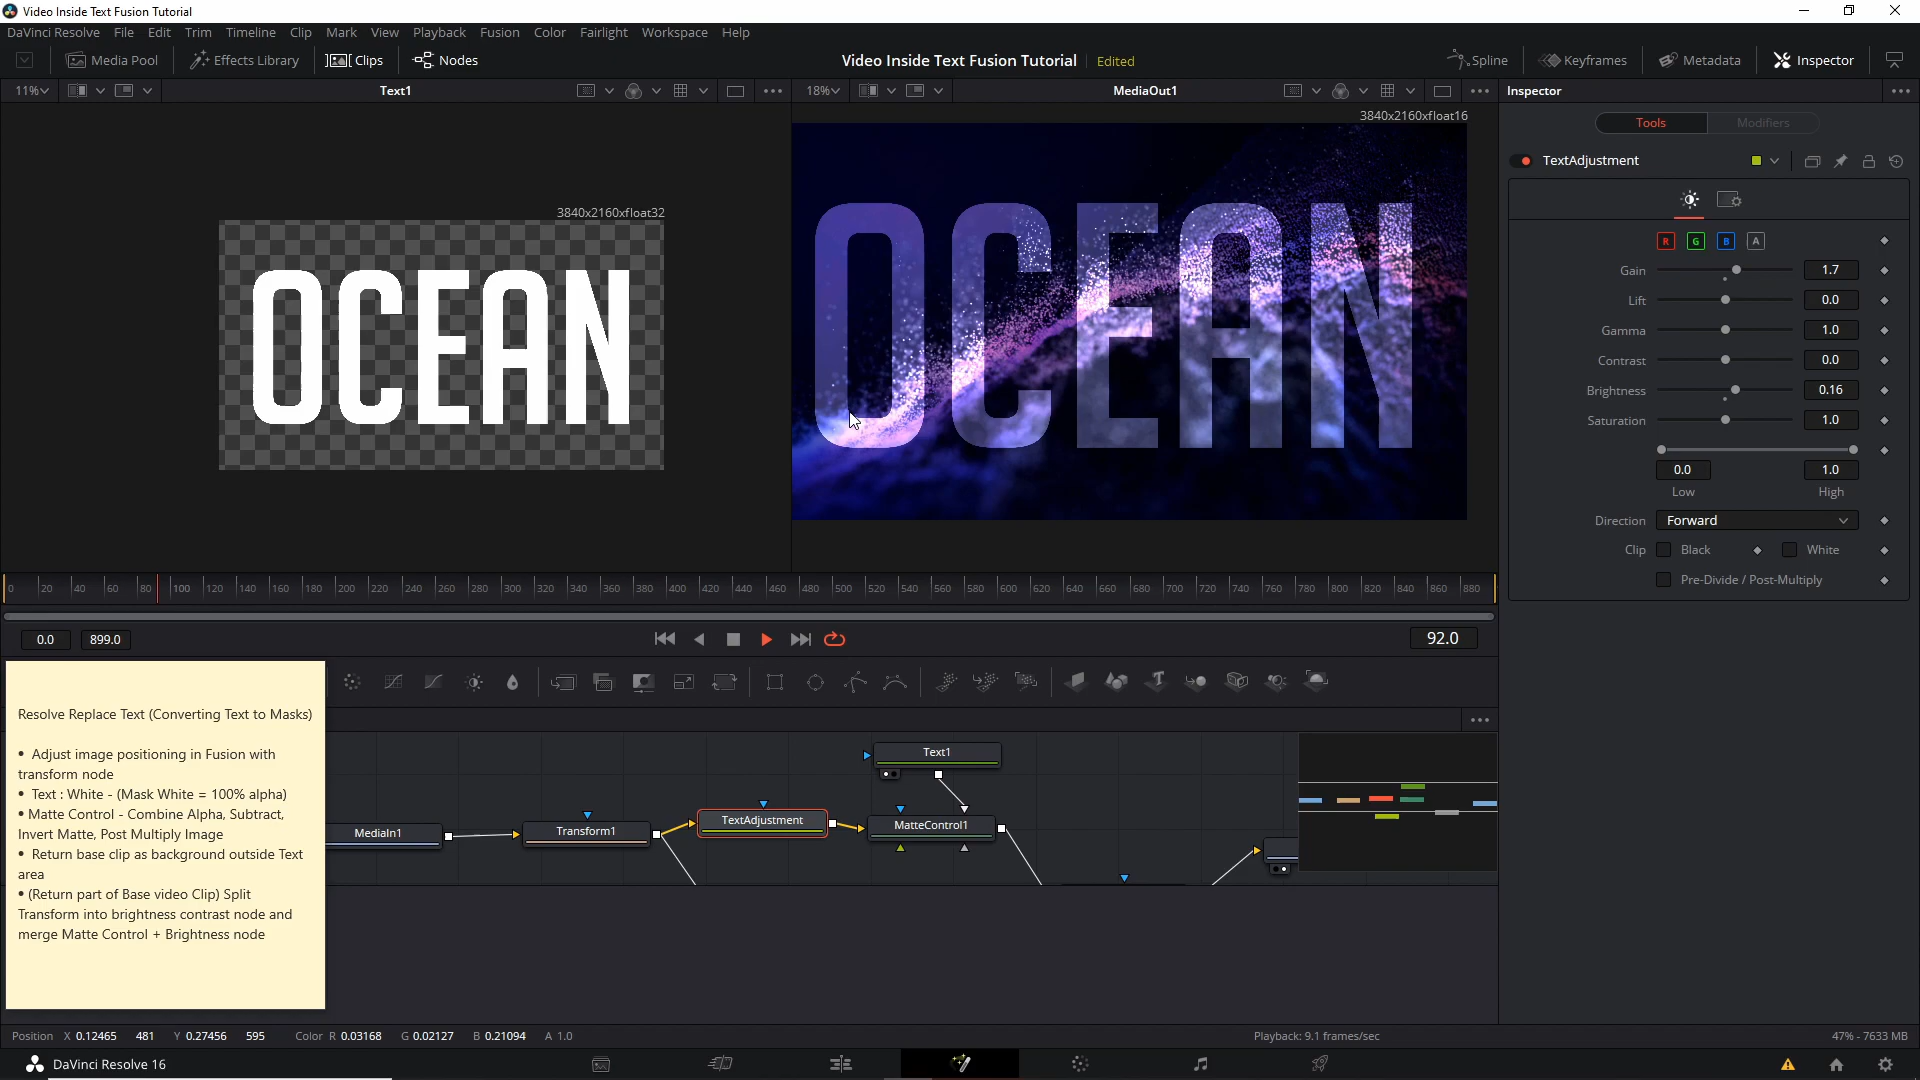 Video Inside Text Fusion Tutorial
DaVinci Resolve File Edit Trim Timeline Clip Mark View Playback Fusion Color Fairlight Workspace Help
Media Pool Effects Library Clips Nodes Video Inside Text Fusion Tutorial Edited Spline Keyframes Metadata Inspector
11% Text1 18% MediaOut1 Inspector
3840x2160xfloat16
Tools Modifiers
TextAdjustment
3840x2160xfloat32
OCEAN
OCEAN
R G B A
Gain 1.7
Lift 0.0
Gamma 1.0
Contrast 0.0
Brightness 0.16
Saturation 1.0
0.0 1.0
Low High
Direction Forward
Clip Black White
Pre-Divide / Post-Multiply
0 20 40 60 80 100 120 140 160 180 200 220 240 260 280 300 320 340 360 380 400 420 440 460 480 500 520 540 560 580 600 620 640 660 680 700 720 740 760 780 800 820 840 860 880
0.0 899.0 92.0
Resolve Replace Text (Converting Text to Masks)
• Adjust image positioning in Fusion with
transform node
• Text : White - (Mask White = 100% alpha)
• Matte Control - Combine Alpha, Subtract,
Invert Matte, Post Multiply Image
• Return base clip as background outside Text
area
• (Return part of Base video Clip) Split
Transform into brightness contrast node and
merge Matte Control + Brightness node
Text1
MediaIn1 Transform1 TextAdjustment MatteControl1
Position X 0.12465 481 Y 0.27456 595 Color R 0.03168 G 0.02127 B 0.21094 A 1.0 Playback: 9.1 frames/sec 47% - 7633 MB
DaVinci Resolve 16